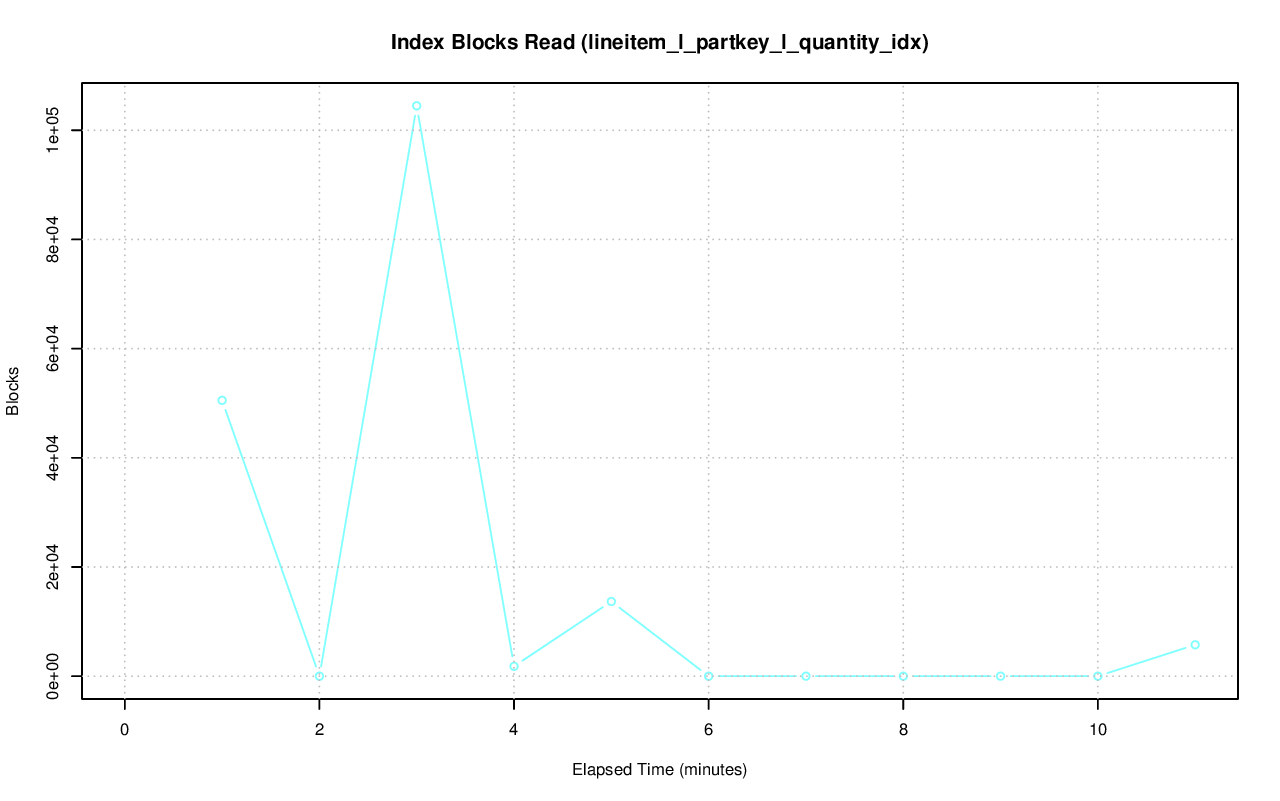 Index Blocks Read (lineitem_l_partkey_l_quantity_idx)
Blocks
1e+05
8e+04
6e+04
4e+04
2e+04
0e+00
0 2 4 6 8 10
Elapsed Time (minutes)